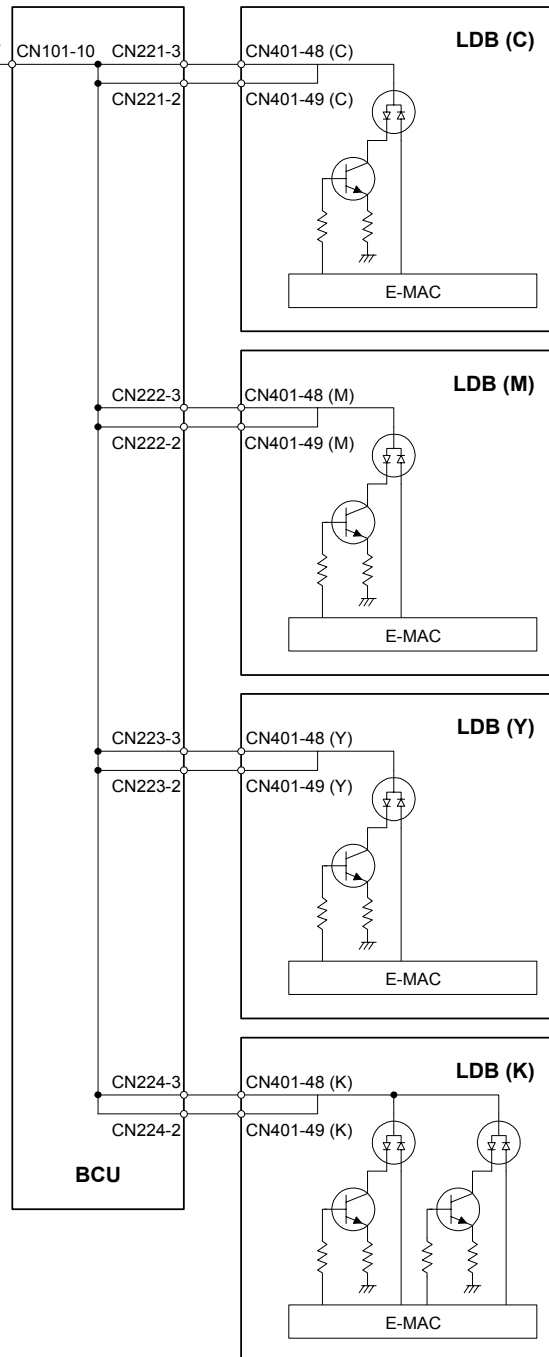 CN101-10 CN221-3 CN401-48 (C) LDB (C)
CN221-2 CN401-49 (C)
E-MAC
LDB (M)
CN222-3 CN401-48 (M)
CN222-2 CN401-49 (M)
E-MAC
LDB (Y)
CN223-3 CN401-48 (Y)
CN223-2 CN401-49 (Y)
E-MAC
LDB (K)
CN224-3 CN401-48 (K)
CN224-2 CN401-49 (K)
BCU
E-MAC